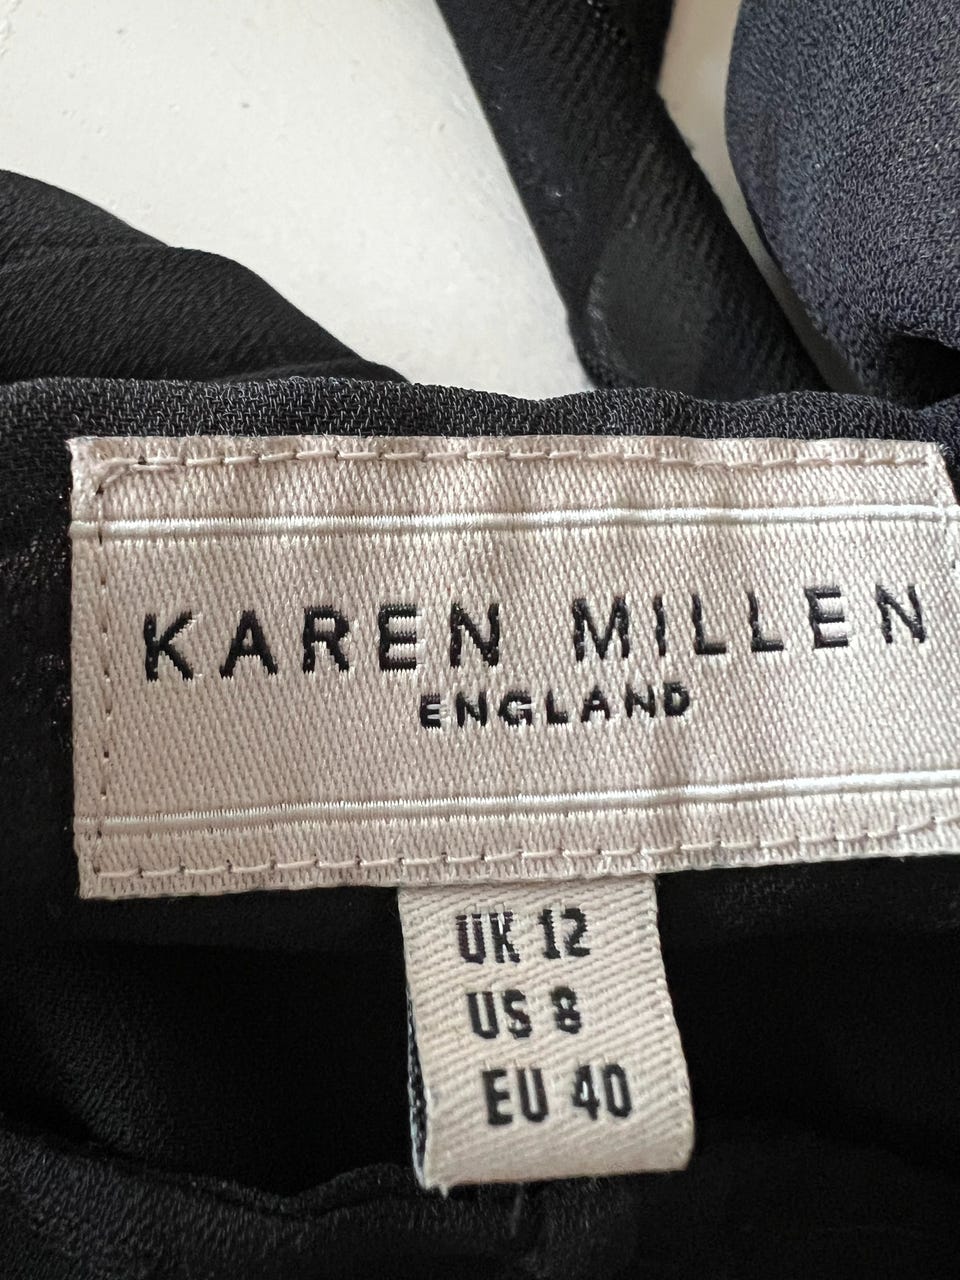 KAREN MILLEN
ENGLAND
UK 12
US 8
EU 40